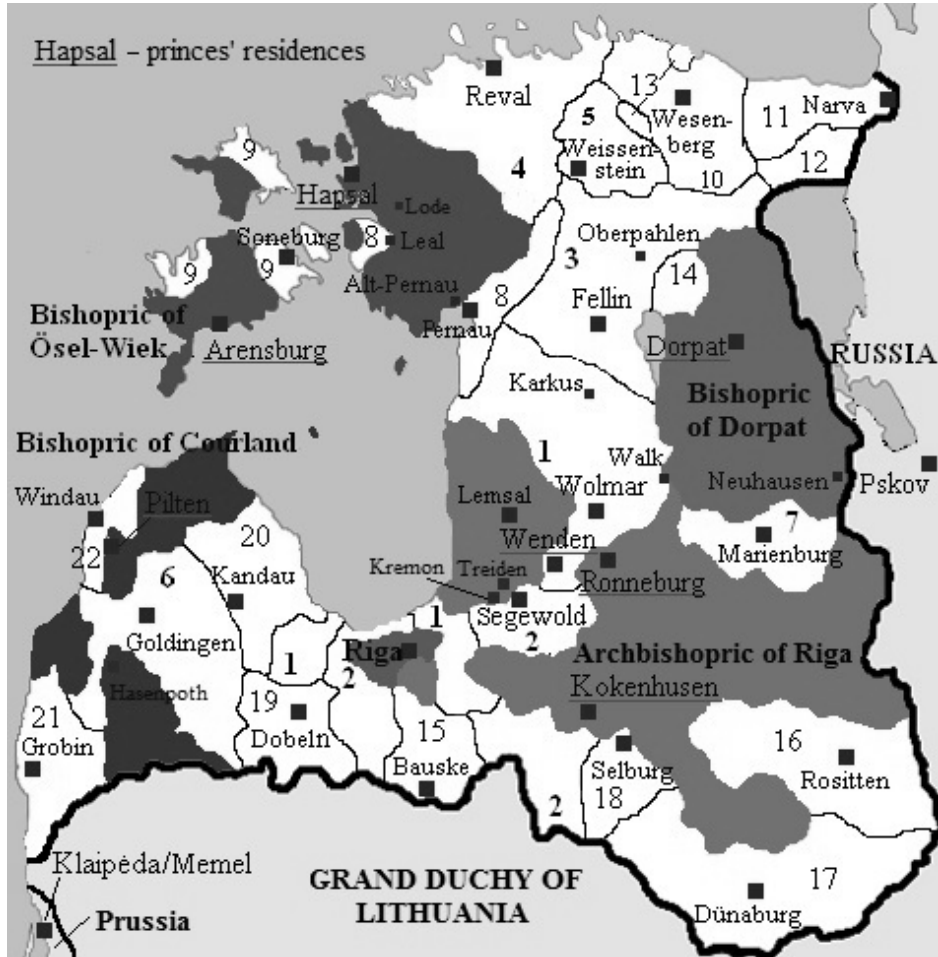 Hapsal – princes' residences
Reval
13
Wesen-
berg
11
Narva
12
5
Weissen-
stein
10
4
9
Hapsal
Lode
Leal
8
Soneburg
9
9
Alt-Pernau
Pernau
8
Oberpahlen
3
14
Fellin
Dorpat
RUSSIA
Bishopric of
Ösel-Wiek
Arensburg
Karkus
Bishopric
of Dorpat
Bishopric of Courland
1
Walk
Neuhausen
Pskov
Windau
Pilten
Lemsal
Wolmar
7
Marienburg
22
20
6
Kandau
Wenden
Kremon
Treiden
Ronneburg
Segewold
Goldingen
1
Riga
2
1
2
Archbishopric of Riga
Kokenhusen
Hasenpoth
21
Grobin
19
Dobeln
15
Bauske
16
Rositten
Selburg
18
2
17
Dünaburg
Klaipėda/Memel
Prussia
GRAND DUCHY OF
LITHUANIA